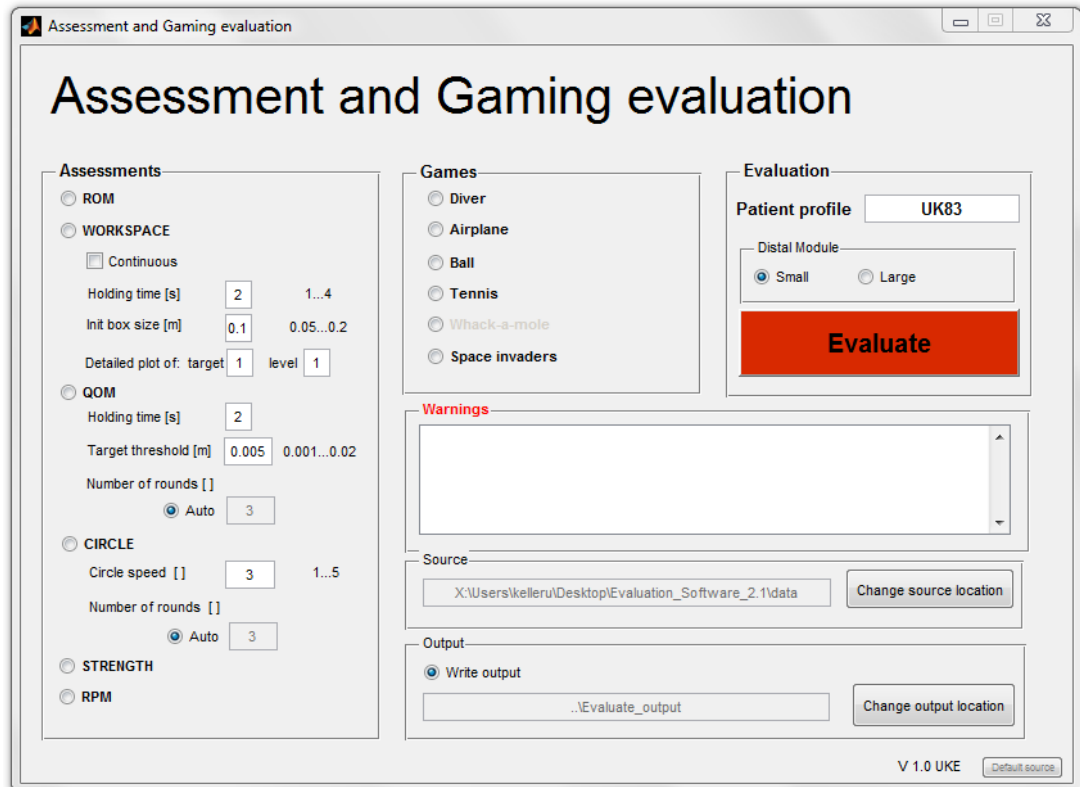 Assessment and Gaming evaluation
Assessment and Gaming evaluation
Assessments
ROM
WORKSPACE
Continuous
Holding time [s] 2 1...4
Init box size [m] 0.1 0.05...0.2
Detailed plot of: target 1 level 1
QOM
Holding time [s] 2
Target threshold [m] 0.005 0.001...0.02
Number of rounds [ ]
Auto 3
CIRCLE
Circle speed [ ] 3 1...5
Number of rounds [ ]
Auto 3
STRENGTH
RPM
Games
Diver
Airplane
Ball
Tennis
Whack-a-mole
Space invaders
Evaluation
Patient profile UK83
Distal Module
Small Large
Evaluate
Warnings
Source
X:\Users\kelleru\Desktop\Evaluation_Software_2.1\data Change source location
Output
Write output
..\Evaluate_output Change output location
V 1.0 UKE Default source